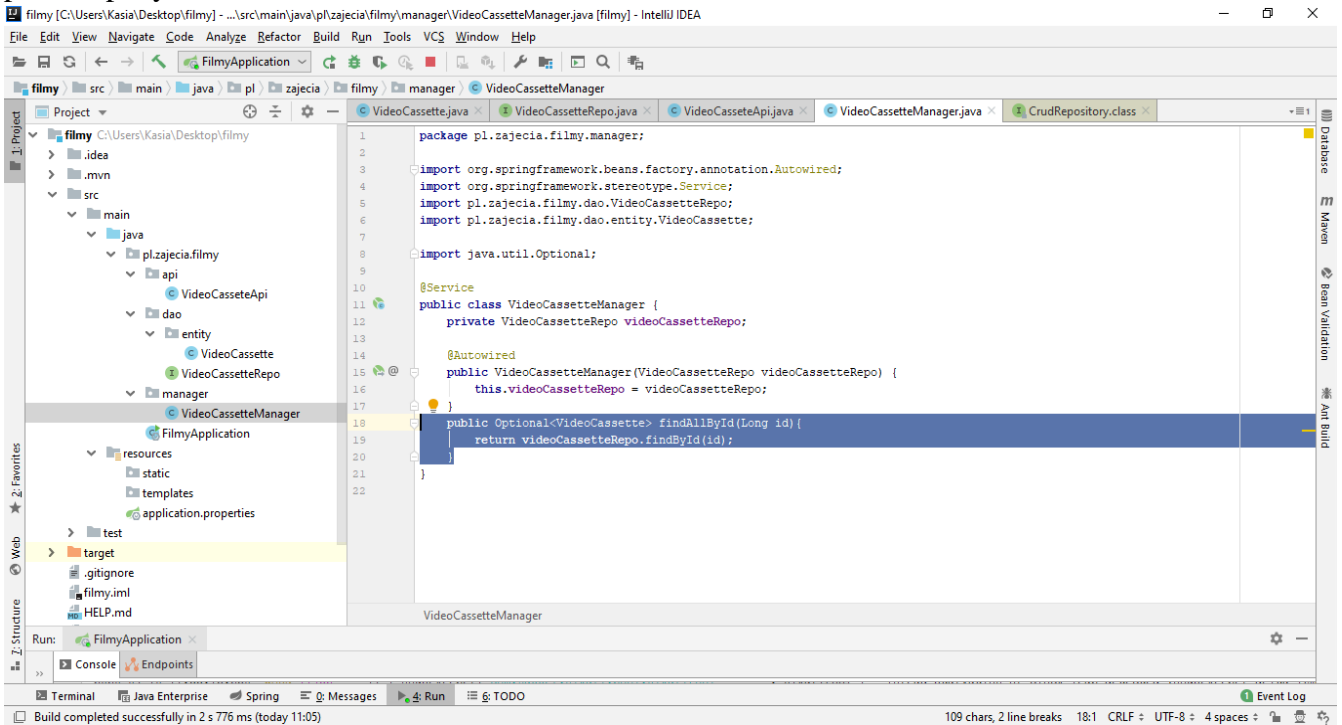 filmy [C:\Users\Kasia\Desktop\filmy] - ...\src\main\java\pl\zajecia\filmy\manager\VideoCassetteManager.java [filmy] - IntelliJ IDEA
File Edit View Navigate Code Analyze Refactor Build Run Tools VCS Window Help
FilmyApplication
filmy src main java pl zajecia filmy manager VideoCassetteManager
Project
VideoCassette.java VideoCassetteRepo.java VideoCasseteApi.java VideoCassetteManager.java CrudRepository.class 1
1: Project
filmy C:\Users\Kasia\Desktop\filmy
.idea
.mvn
src
main
java
pl.zajecia.filmy
api
VideoCasseteApi
dao
entity
VideoCassette
VideoCassetteRepo
manager
VideoCassetteManager
FilmyApplication
resources
static
templates
application.properties
test
target
.gitignore
filmy.iml
HELP.md
2: Favorites
Web
7: Structure
1 package pl.zajecia.filmy.manager;
2
3 import org.springframework.beans.factory.annotation.Autowired;
4 import org.springframework.stereotype.Service;
5 import pl.zajecia.filmy.dao.VideoCassetteRepo;
6 import pl.zajecia.filmy.dao.entity.VideoCassette;
7
8 import java.util.Optional;
9
10 @Service
11 public class VideoCassetteManager {
12 private VideoCassetteRepo videoCassetteRepo;
13
14 @Autowired
15 @ public VideoCassetteManager(VideoCassetteRepo videoCassetteRepo) {
16 this.videoCassetteRepo = videoCassetteRepo;
17 }
18 public Optional<VideoCassette> findAllById(Long id){
19 return videoCassetteRepo.findById(id);
20 }
21 }
22
VideoCassetteManager
Database
m Maven
Bean Validation
Ant Build
Run: FilmyApplication
Console Endpoints
Terminal Java Enterprise Spring 0: Messages 4: Run 6: TODO 1 Event Log
Build completed successfully in 2 s 776 ms (today 11:05) 109 chars, 2 line breaks 18:1 CRLF UTF-8 4 spaces